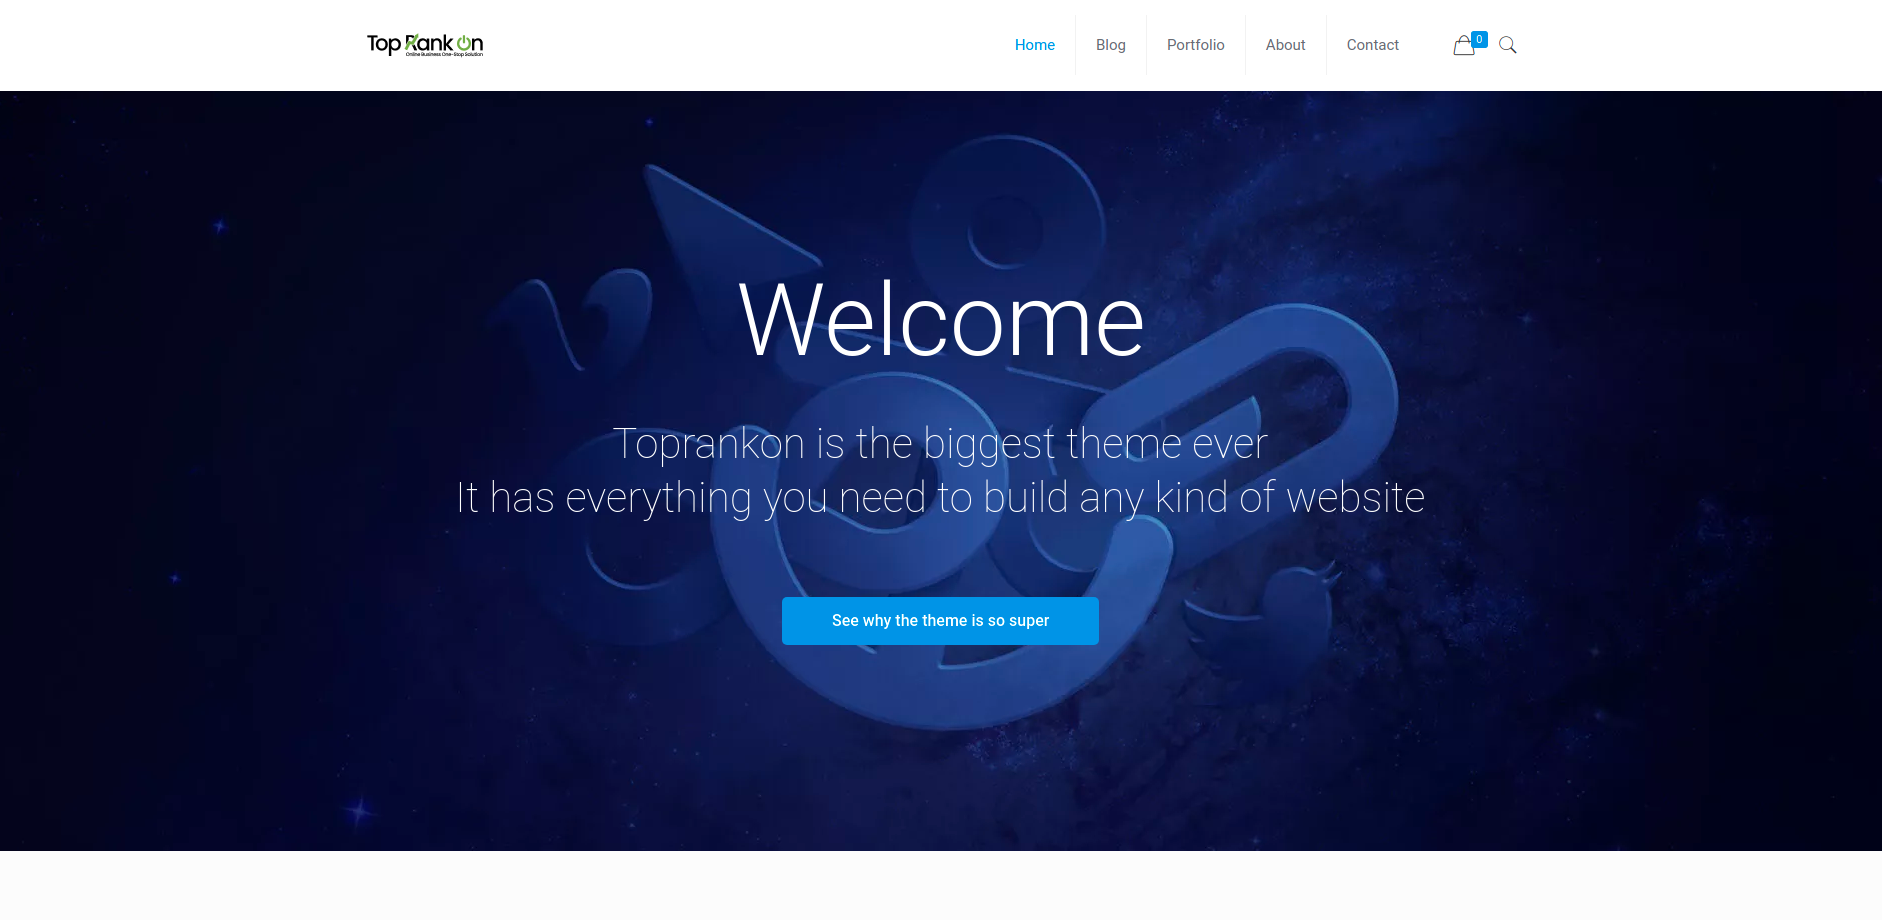 Top Rank On
Online Business One-Stop Solution
Home
Blog
Portfolio
About
Contact
0
Welcome
Toprankon is the biggest theme ever
It has everything you need to build any kind of website
See why the theme is so super